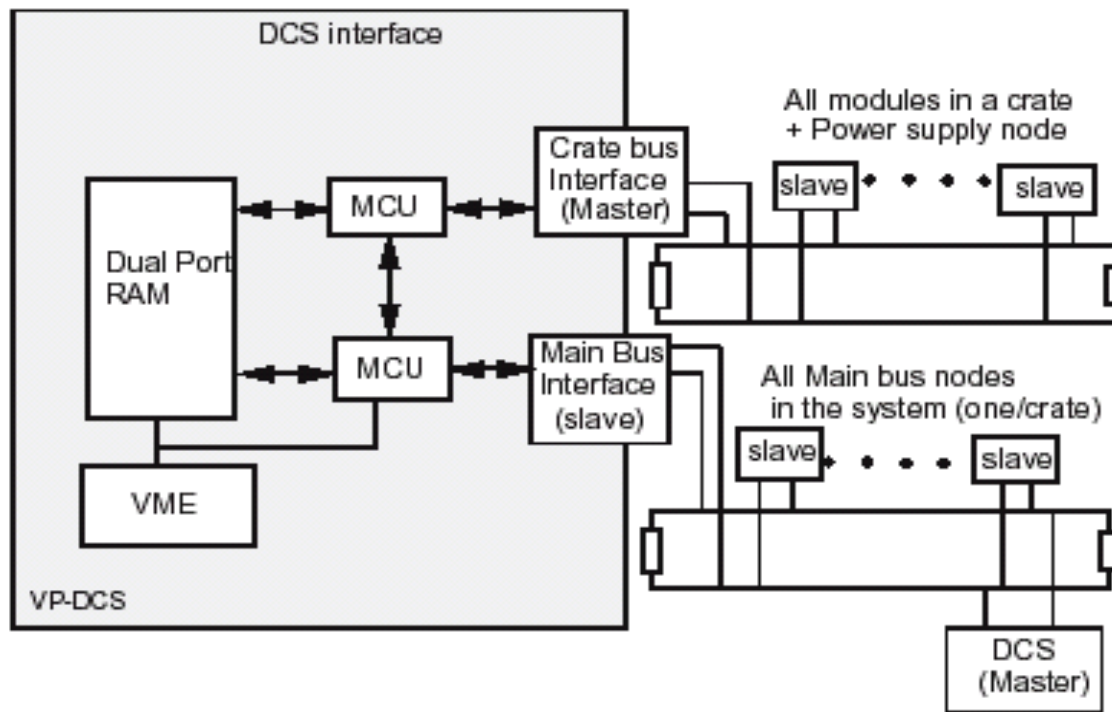 DCS interface
All modules in a crate
+ Power supply node
Crate bus
Interface
(Master)
slave
slave
MCU
Dual Port
RAM
MCU
Main Bus
Interface
(slave)
All Main bus nodes
in the system (one/crate)
slave
slave
VME
VP-DCS
DCS
(Master)